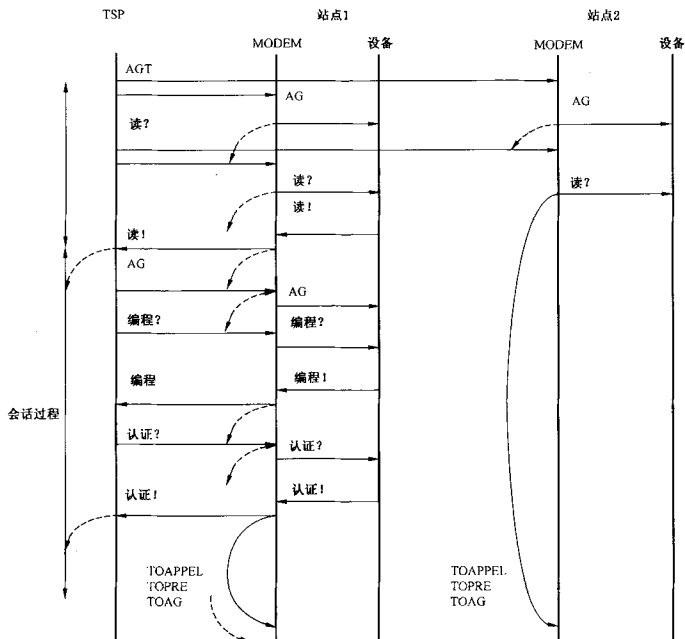 TSP 站点1 站点2
MODEM 设备 MODEM 设备
AGT
AG
AG
读?
读?
读?
读!
读!
AG
AG
编程?
编程?
编程
编程!
会话过程
认证?
认证?
认证!
认证!
TOAPPEL
TOPRE
TOAG
TOAPPEL
TOPRE
TOAG